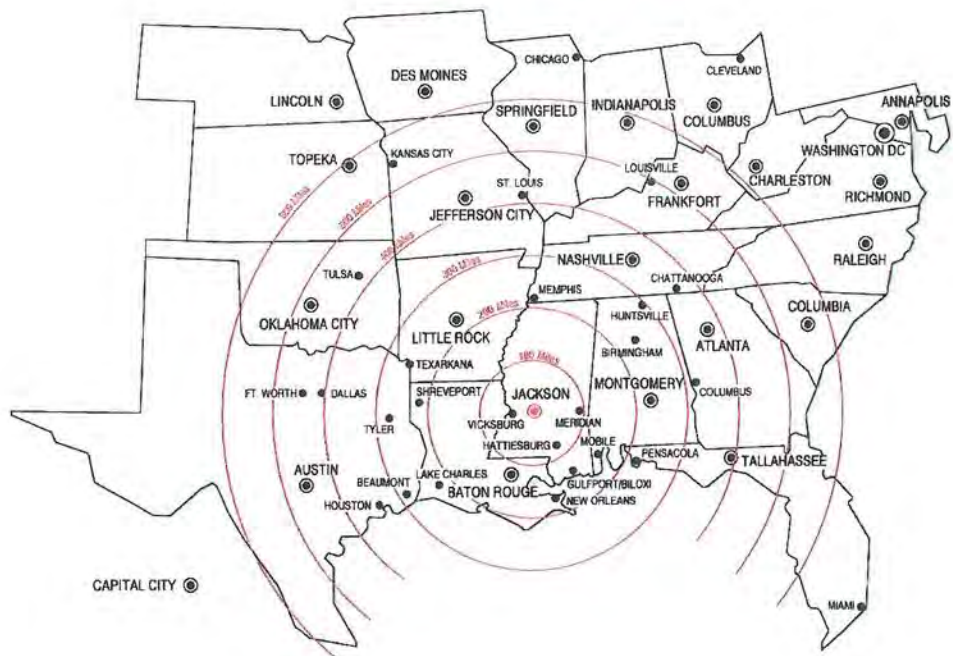 CHICAGO
CLEVELAND
DES MOINES
LINCOLN
SPRINGFIELD
INDIANAPOLIS
COLUMBUS
ANNAPOLIS
WASHINGTON DC
TOPEKA
KANSAS CITY
LOUISVILLE
CHARLESTON
ST. LOUIS
FRANKFORT
RICHMOND
JEFFERSON CITY
NASHVILLE
RALEIGH
TULSA
CHATTANOOGA
MEMPHIS
OKLAHOMA CITY
HUNTSVILLE
COLUMBIA
LITTLE ROCK
ATLANTA
BIRMINGHAM
100 Miles
200 Miles
300 Miles
TEXARKANA
FT. WORTH
DALLAS
SHREVEPORT
JACKSON
MONTGOMERY
COLUMBUS
VICKSBURG
MERIDIAN
TYLER
HATTIESBURG
MOBILE
PENSACOLA
TALLAHASSEE
AUSTIN
BEAUMONT
LAKE CHARLES
BATON ROUGE
GULFPORT/BILOXI
NEW ORLEANS
HOUSTON
CAPITAL CITY
MIAMI